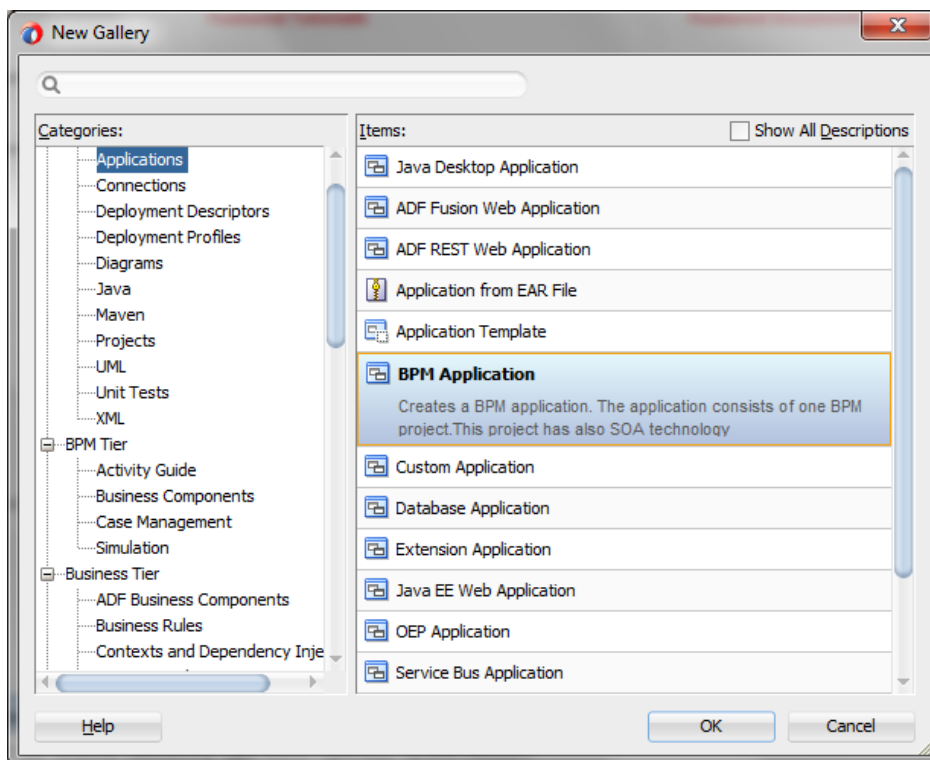 New Gallery
Categories:
Applications
Connections
Deployment Descriptors
Deployment Profiles
Diagrams
Java
Maven
Projects
UML
Unit Tests
XML
BPM Tier
Activity Guide
Business Components
Case Management
Simulation
Business Tier
ADF Business Components
Business Rules
Contexts and Dependency Inje
Items:
Show All Descriptions
Java Desktop Application
ADF Fusion Web Application
ADF REST Web Application
Application from EAR File
Application Template
BPM Application
Creates a BPM application. The application consists of one BPM
project.This project has also SOA technology
Custom Application
Database Application
Extension Application
Java EE Web Application
OEP Application
Service Bus Application
Help
OK
Cancel